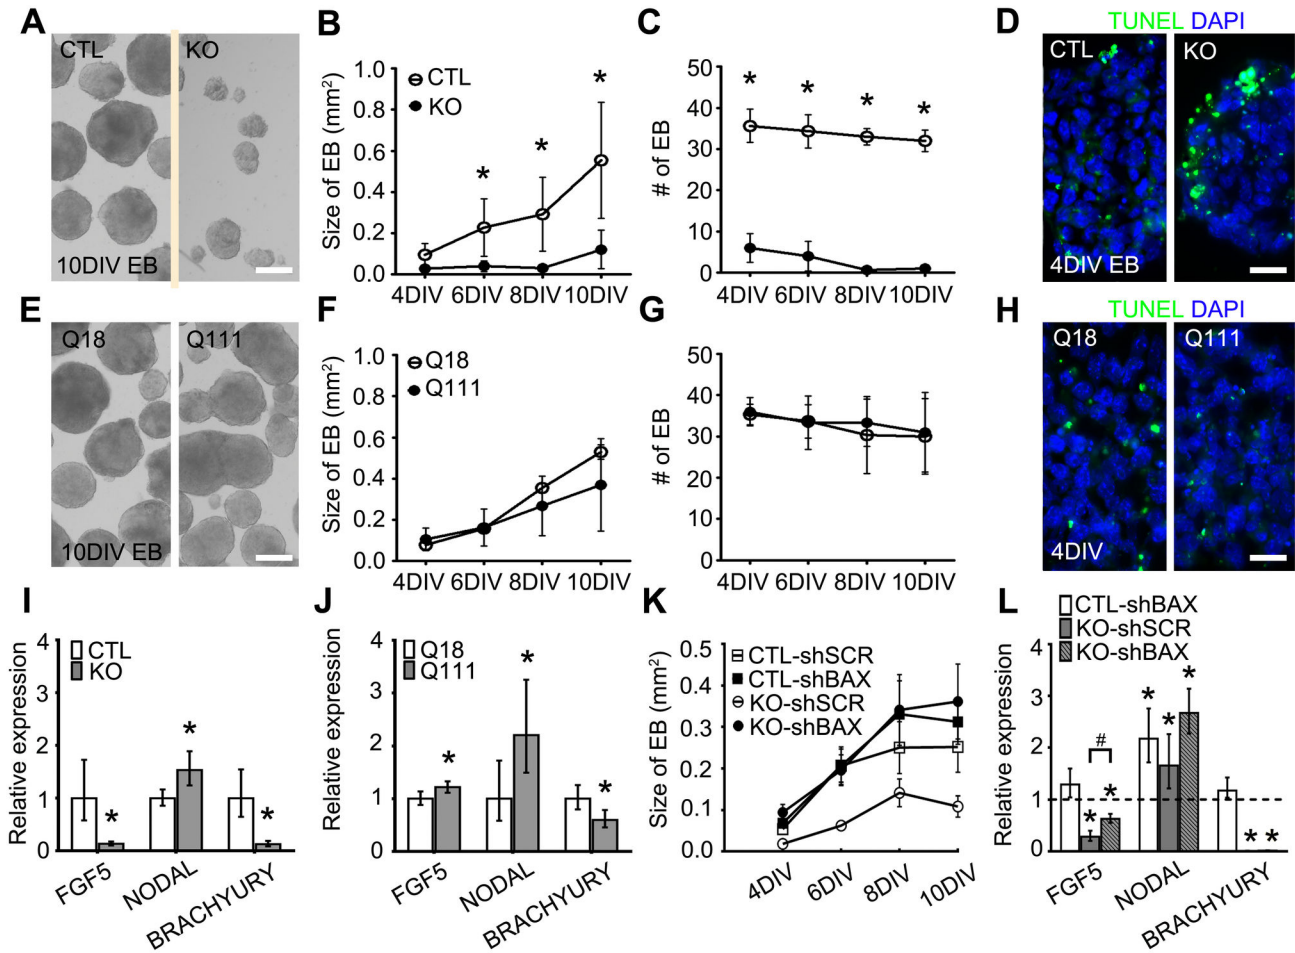 A
CTL
KO
10DIV EB
B
Size of EB (mm²)
1.0
0.8
0.6
0.4
0.2
0.0
CTL
KO
*
*
*
4DIV
6DIV
8DIV
10DIV
C
# of EB
50
40
30
20
10
0
*
*
*
*
4DIV
6DIV
8DIV
10DIV
D
TUNEL DAPI
CTL
KO
4DIV EB
E
Q18
Q111
10DIV EB
F
Size of EB (mm²)
1.0
0.8
0.6
0.4
0.2
0.0
Q18
Q111
4DIV
6DIV
8DIV
10DIV
G
# of EB
50
40
30
20
10
0
4DIV
6DIV
8DIV
10DIV
H
TUNEL DAPI
Q18
Q111
4DIV
I
Relative expression
4
3
2
1
0
CTL
KO
*
*
*
FGF5
NODAL
BRACHYURY
J
Relative expression
4
3
2
1
0
Q18
Q111
*
*
*
FGF5
NODAL
BRACHYURY
K
Size of EB (mm²)
0.5
0.4
0.3
0.2
0.1
0.0
CTL-shSCR
CTL-shBAX
KO-shSCR
KO-shBAX
4DIV
6DIV
8DIV
10DIV
L
CTL-shBAX
KO-shSCR
KO-shBAX
Relative expression
4
3
2
1
0
#
*
*
*
*
*
*
*
FGF5
NODAL
BRACHYURY